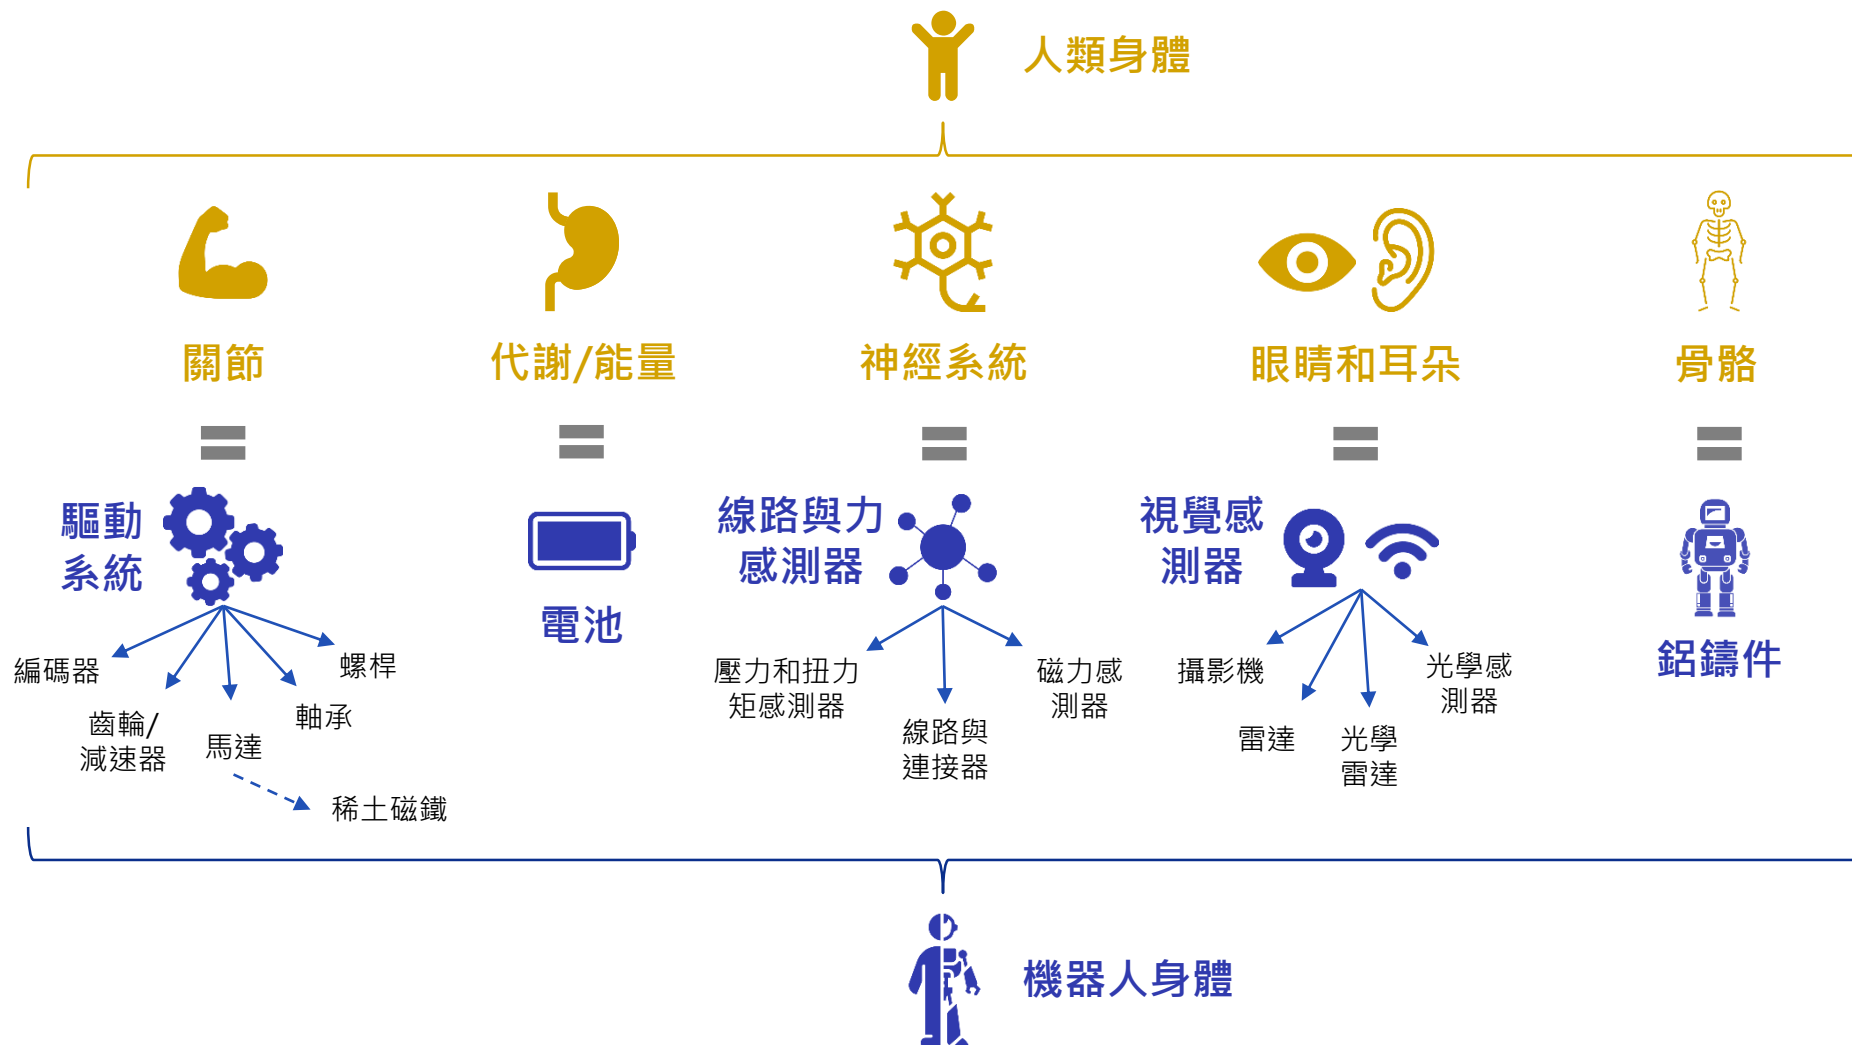 人類身體
關節
代謝/能量
神經系統
眼睛和耳朵
骨骼
驅動
系統
電池
線路與力
感測器
視覺感
測器
鋁鑄件
編碼器
齒輪/
減速器
馬達
軸承
螺桿
稀土磁鐵
壓力和扭力
矩感測器
線路與
連接器
磁力感
測器
攝影機
雷達
光學
雷達
光學感
測器
機器人身體